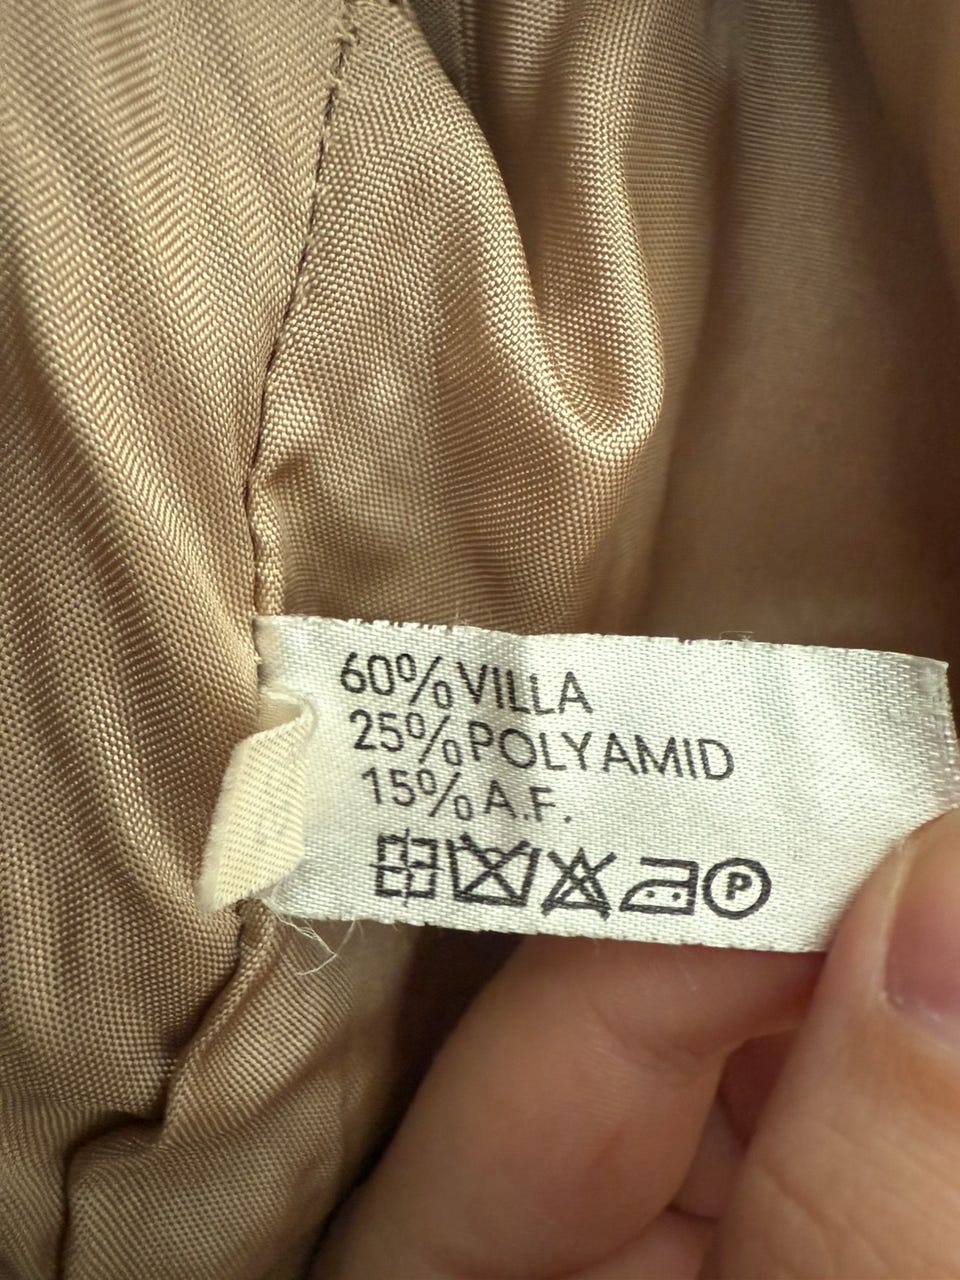 60% VILLA
25% POLYAMID
15% A.F.
P